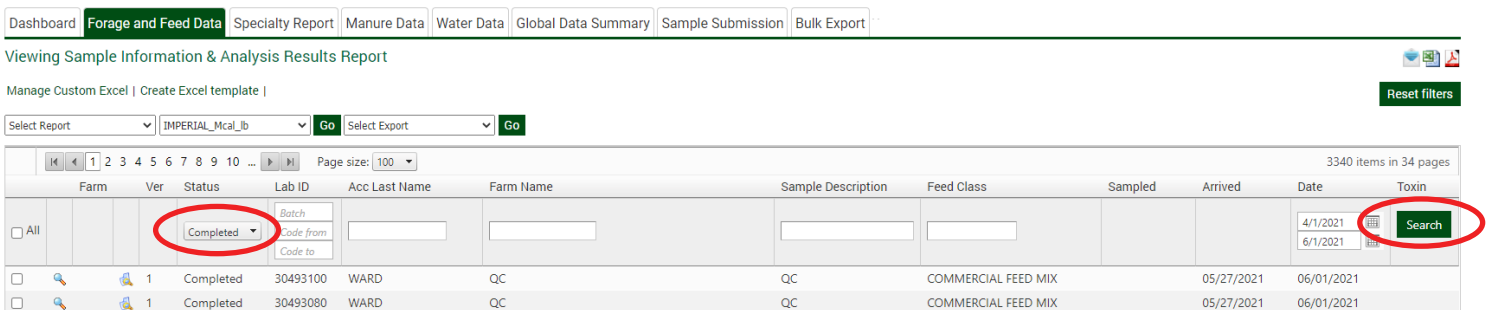 Dashboard Forage and Feed Data Specialty Report Manure Data Water Data Global Data Summary Sample Submission Bulk Export
Viewing Sample Information & Analysis Results Report
Manage Custom Excel | Create Excel template |
Reset filters
Select Report IMPERIAL_Mcal_lb Go Select Export Go
1 2 3 4 5 6 7 8 9 10 ... Page size: 100 3340 items in 34 pages
Farm Ver Status Lab ID Acc Last Name Farm Name Sample Description Feed Class Sampled Arrived Date Toxin
Batch
All Completed Code from 4/1/2021 Search
Code to 6/1/2021
1 Completed 30493100 WARD QC QC COMMERCIAL FEED MIX 05/27/2021 06/01/2021
1 Completed 30493080 WARD QC QC COMMERCIAL FEED MIX 05/27/2021 06/01/2021